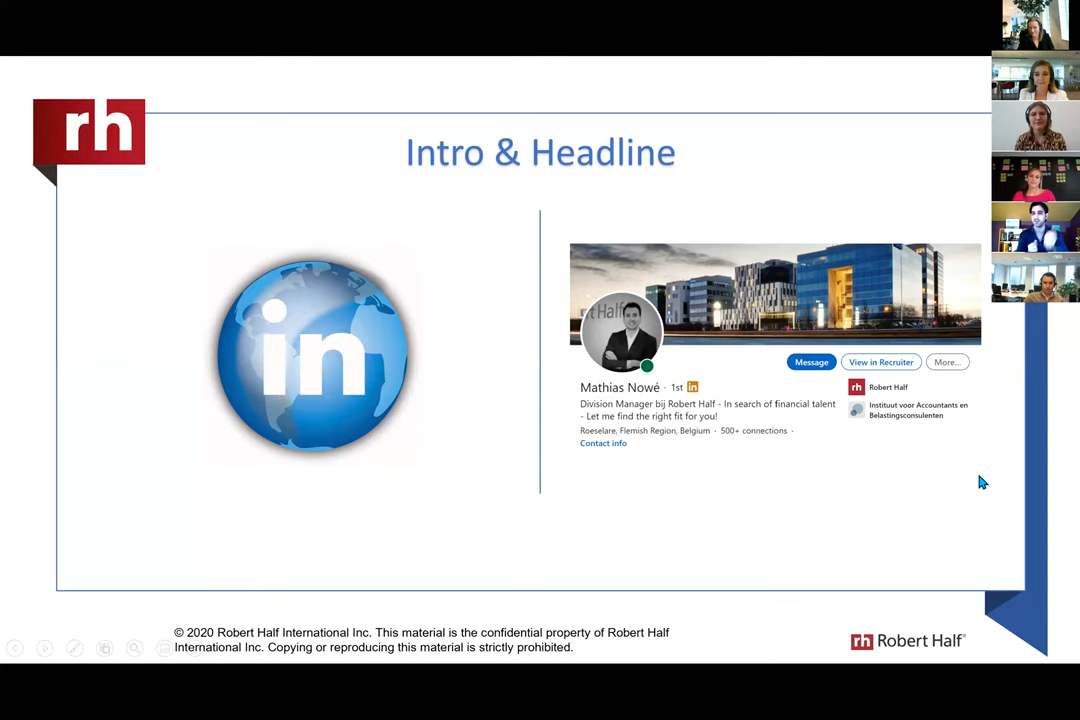 rh
Intro & Headline
in
t Half
Message
View in Recruiter
More...
Mathias Nowé · 1st in
Division Manager bij Robert Half - In search of financial talent
- Let me find the right fit for you!
Roeselare, Flemish Region, Belgium · 500+ connections ·
Contact info
rh Robert Half
Instituut voor Accountants en
Belastingsconsulenten
© 2020 Robert Half International Inc. This material is the confidential property of Robert Half
International Inc. Copying or reproducing this material is strictly prohibited.
rh Robert Half®